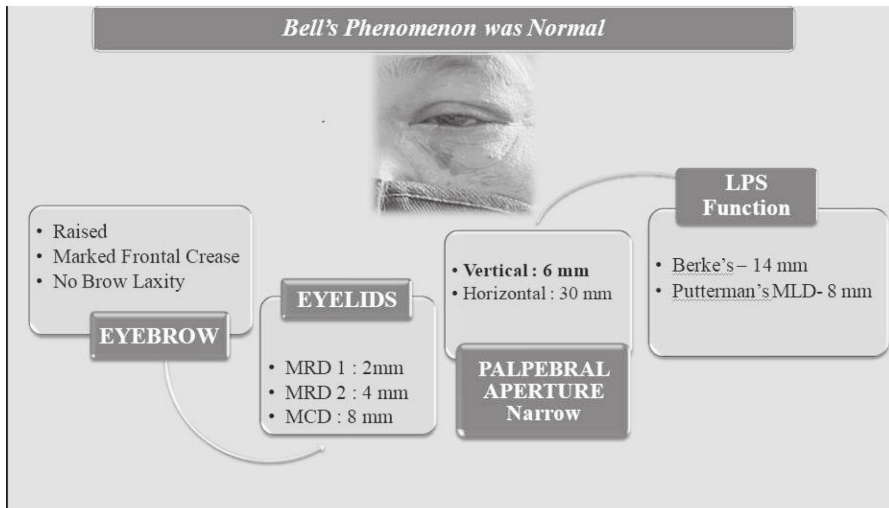 Bell's Phenomenon was Normal
• Raised
• Marked Frontal Crease
• No Brow Laxity
EYEBROW
EYELIDS
• MRD 1 : 2mm
• MRD 2 : 4 mm
• MCD : 8 mm
• Vertical : 6 mm
• Horizontal : 30 mm
PALPEBRAL
APERTURE
Narrow
LPS
Function
• Berke's – 14 mm
• Putterman's MLD- 8 mm